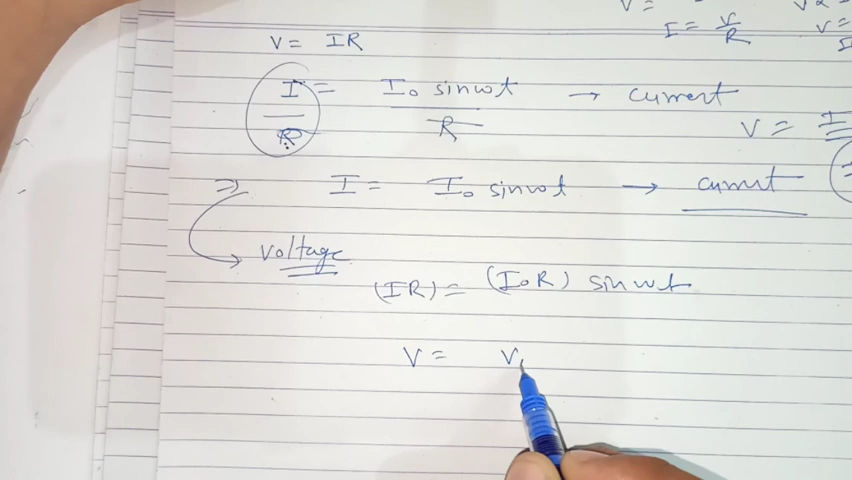 V =
I = V/R
V =
V = IR
I/R = I₀ sinωt/R → current
V =
⇒ I = I₀ sinωt → current
voltage
(IR) = (I₀R) sinωt
V = V